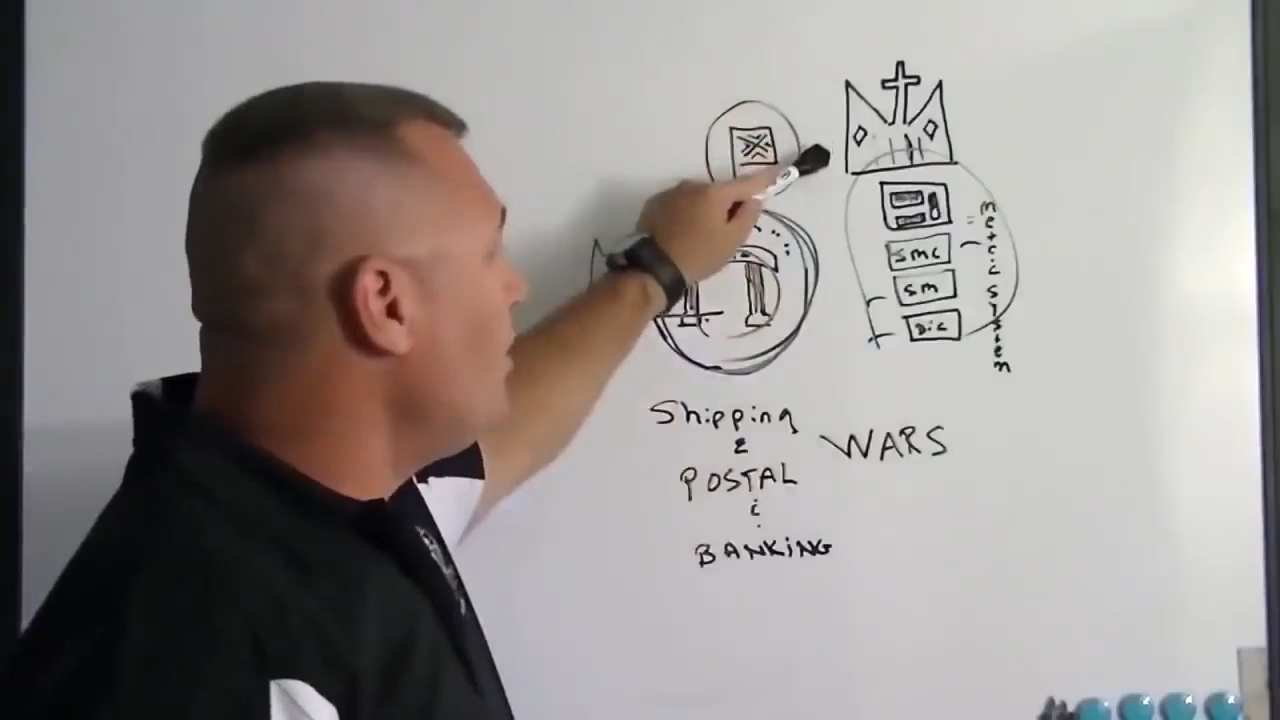 SMC
SM
DiC
Metric System
Shipping
&
POSTAL
&
BANKiNG
WARS